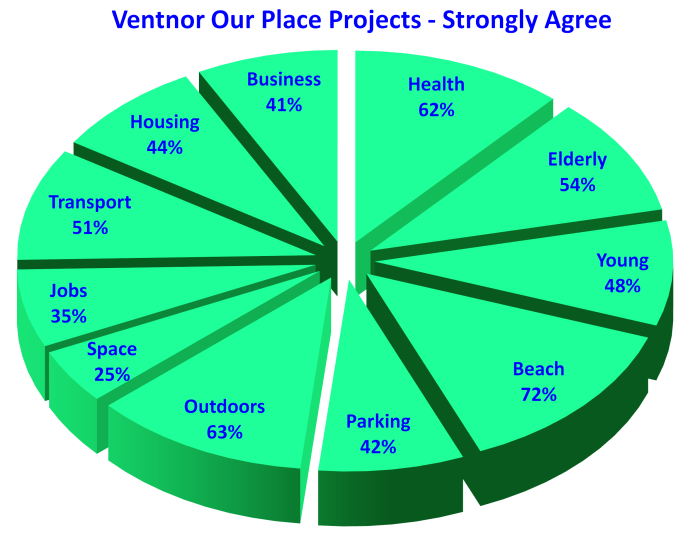 Ventnor Our Place Projects - Strongly Agree
Health
62%
Elderly
54%
Young
48%
Beach
72%
Parking
42%
Outdoors
63%
Space
25%
Jobs
35%
Transport
51%
Housing
44%
Business
41%